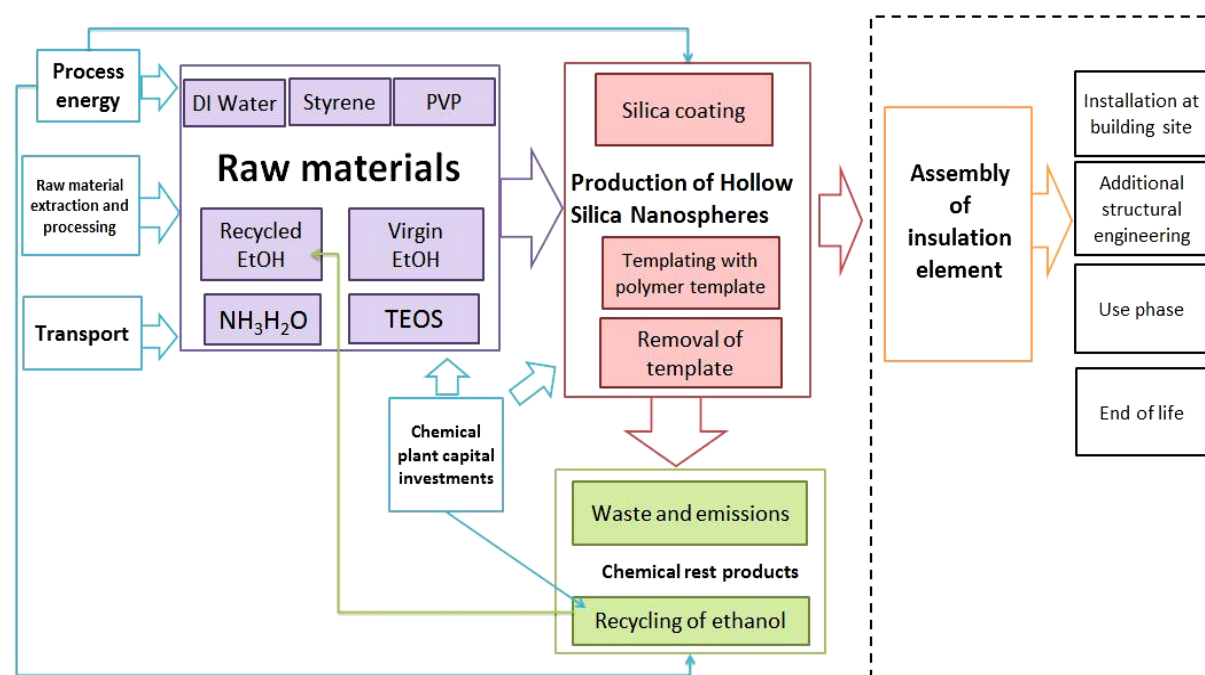 Process
energy
Raw material
extraction and
processing
Transport
DI Water
Styrene
PVP
Raw materials
Recycled
EtOH
Virgin
EtOH
NH₃H₂O
TEOS
Chemical
plant capital
investments
Silica coating
Production of Hollow
Silica Nanospheres
Templating with
polymer template
Removal of
template
Waste and emissions
Chemical rest products
Recycling of ethanol
Assembly
of
insulation
element
Installation at
building site
Additional
structural
engineering
Use phase
End of life